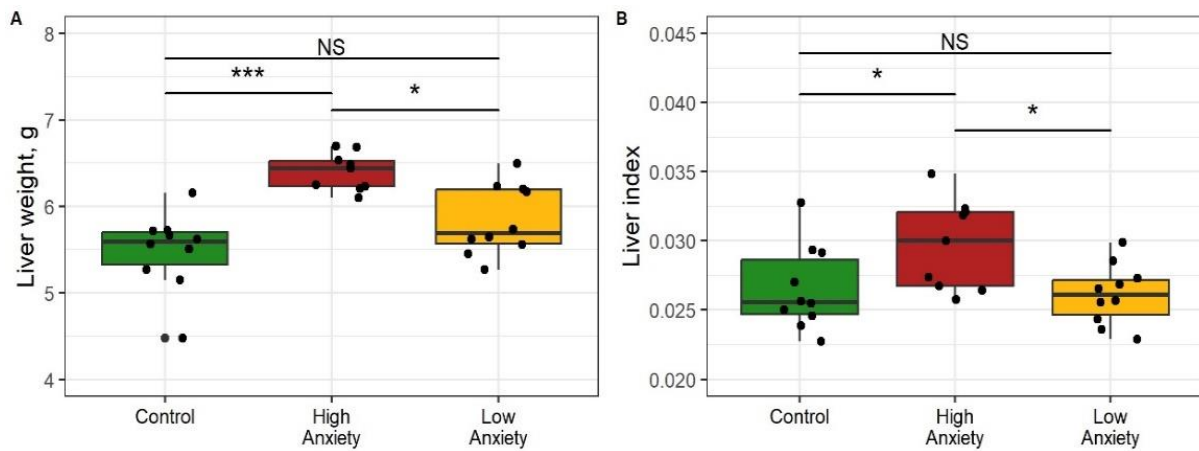 A
Liver weight, g
8
7
6
5
4
NS
***
*
Control
High
Anxiety
Low
Anxiety
B
Liver index
0.045
0.040
0.035
0.030
0.025
0.020
NS
*
*
Control
High
Anxiety
Low
Anxiety